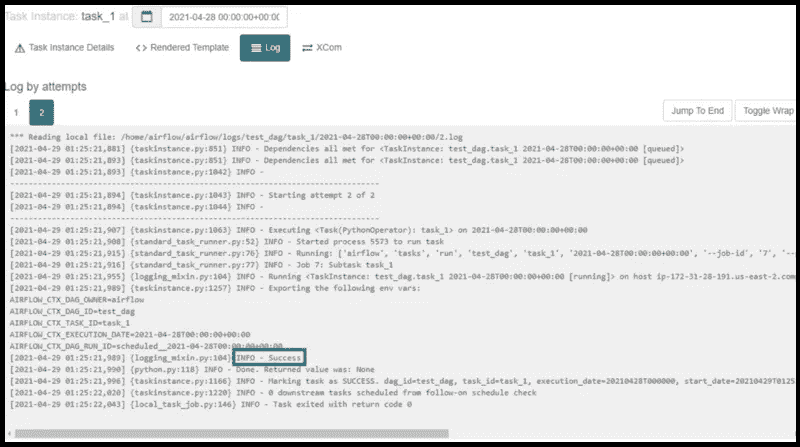 Task Instance: task_1 at 2021-04-28 00:00:00+00:0(
Task Instance Details <> Rendered Template Log XCom
Log by attempts
1 2
Jump To End Toggle Wrap
*** Reading local file: /home/airflow/airflow/logs/test_dag/task_1/2021-04-28T00:00:00+00:00/2.log
[2021-04-29 01:25:21,881] {taskinstance.py:851} INFO - Dependencies all met for <TaskInstance: test_dag.task_1 2021-04-28T00:00:00+00:00 [queued]>
[2021-04-29 01:25:21,893] {taskinstance.py:851} INFO - Dependencies all met for <TaskInstance: test_dag.task_1 2021-04-28T00:00:00+00:00 [queued]>
[2021-04-29 01:25:21,893] {taskinstance.py:1042} INFO -
--------------------------------------------------------------------------------
[2021-04-29 01:25:21,894] {taskinstance.py:1043} INFO - Starting attempt 2 of 2
[2021-04-29 01:25:21,894] {taskinstance.py:1044} INFO -
--------------------------------------------------------------------------------
[2021-04-29 01:25:21,907] {taskinstance.py:1063} INFO - Executing <Task(PythonOperator): task_1> on 2021-04-28T00:00:00+00:00
[2021-04-29 01:25:21,908] {standard_task_runner.py:52} INFO - Started process 5573 to run task
[2021-04-29 01:25:21,915] {standard_task_runner.py:76} INFO - Running: ['airflow', 'tasks', 'run', 'test_dag', 'task_1', '2021-04-28T00:00:00+00:00', '--job-id', '7', '--
[2021-04-29 01:25:21,916] {standard_task_runner.py:77} INFO - Job 7: Subtask task_1
[2021-04-29 01:25:21,955] {logging_mixin.py:104} INFO - Running <TaskInstance: test_dag.task_1 2021-04-28T00:00:00+00:00 [running]> on host ip-172-31-28-191.us-east-2.com
[2021-04-29 01:25:21,989] {taskinstance.py:1257} INFO - Exporting the following env vars:
AIRFLOW_CTX_DAG_OWNER=airflow
AIRFLOW_CTX_DAG_ID=test_dag
AIRFLOW_CTX_TASK_ID=task_1
AIRFLOW_CTX_EXECUTION_DATE=2021-04-28T00:00:00+00:00
AIRFLOW_CTX_DAG_RUN_ID=scheduled__2021-04-28T00:00:00+00:00
[2021-04-29 01:25:21,989] {logging_mixin.py:104} INFO - Success
[2021-04-29 01:25:21,990] {python.py:118} INFO - Done. Returned value was: None
[2021-04-29 01:25:21,996] {taskinstance.py:1166} INFO - Marking task as SUCCESS. dag_id=test_dag, task_id=task_1, execution_date=20210428T000000, start_date=20210429T0125
[2021-04-29 01:25:22,020] {taskinstance.py:1220} INFO - 0 downstream tasks scheduled from follow-on schedule check
[2021-04-29 01:25:22,043] {local_task_job.py:146} INFO - Task exited with return code 0